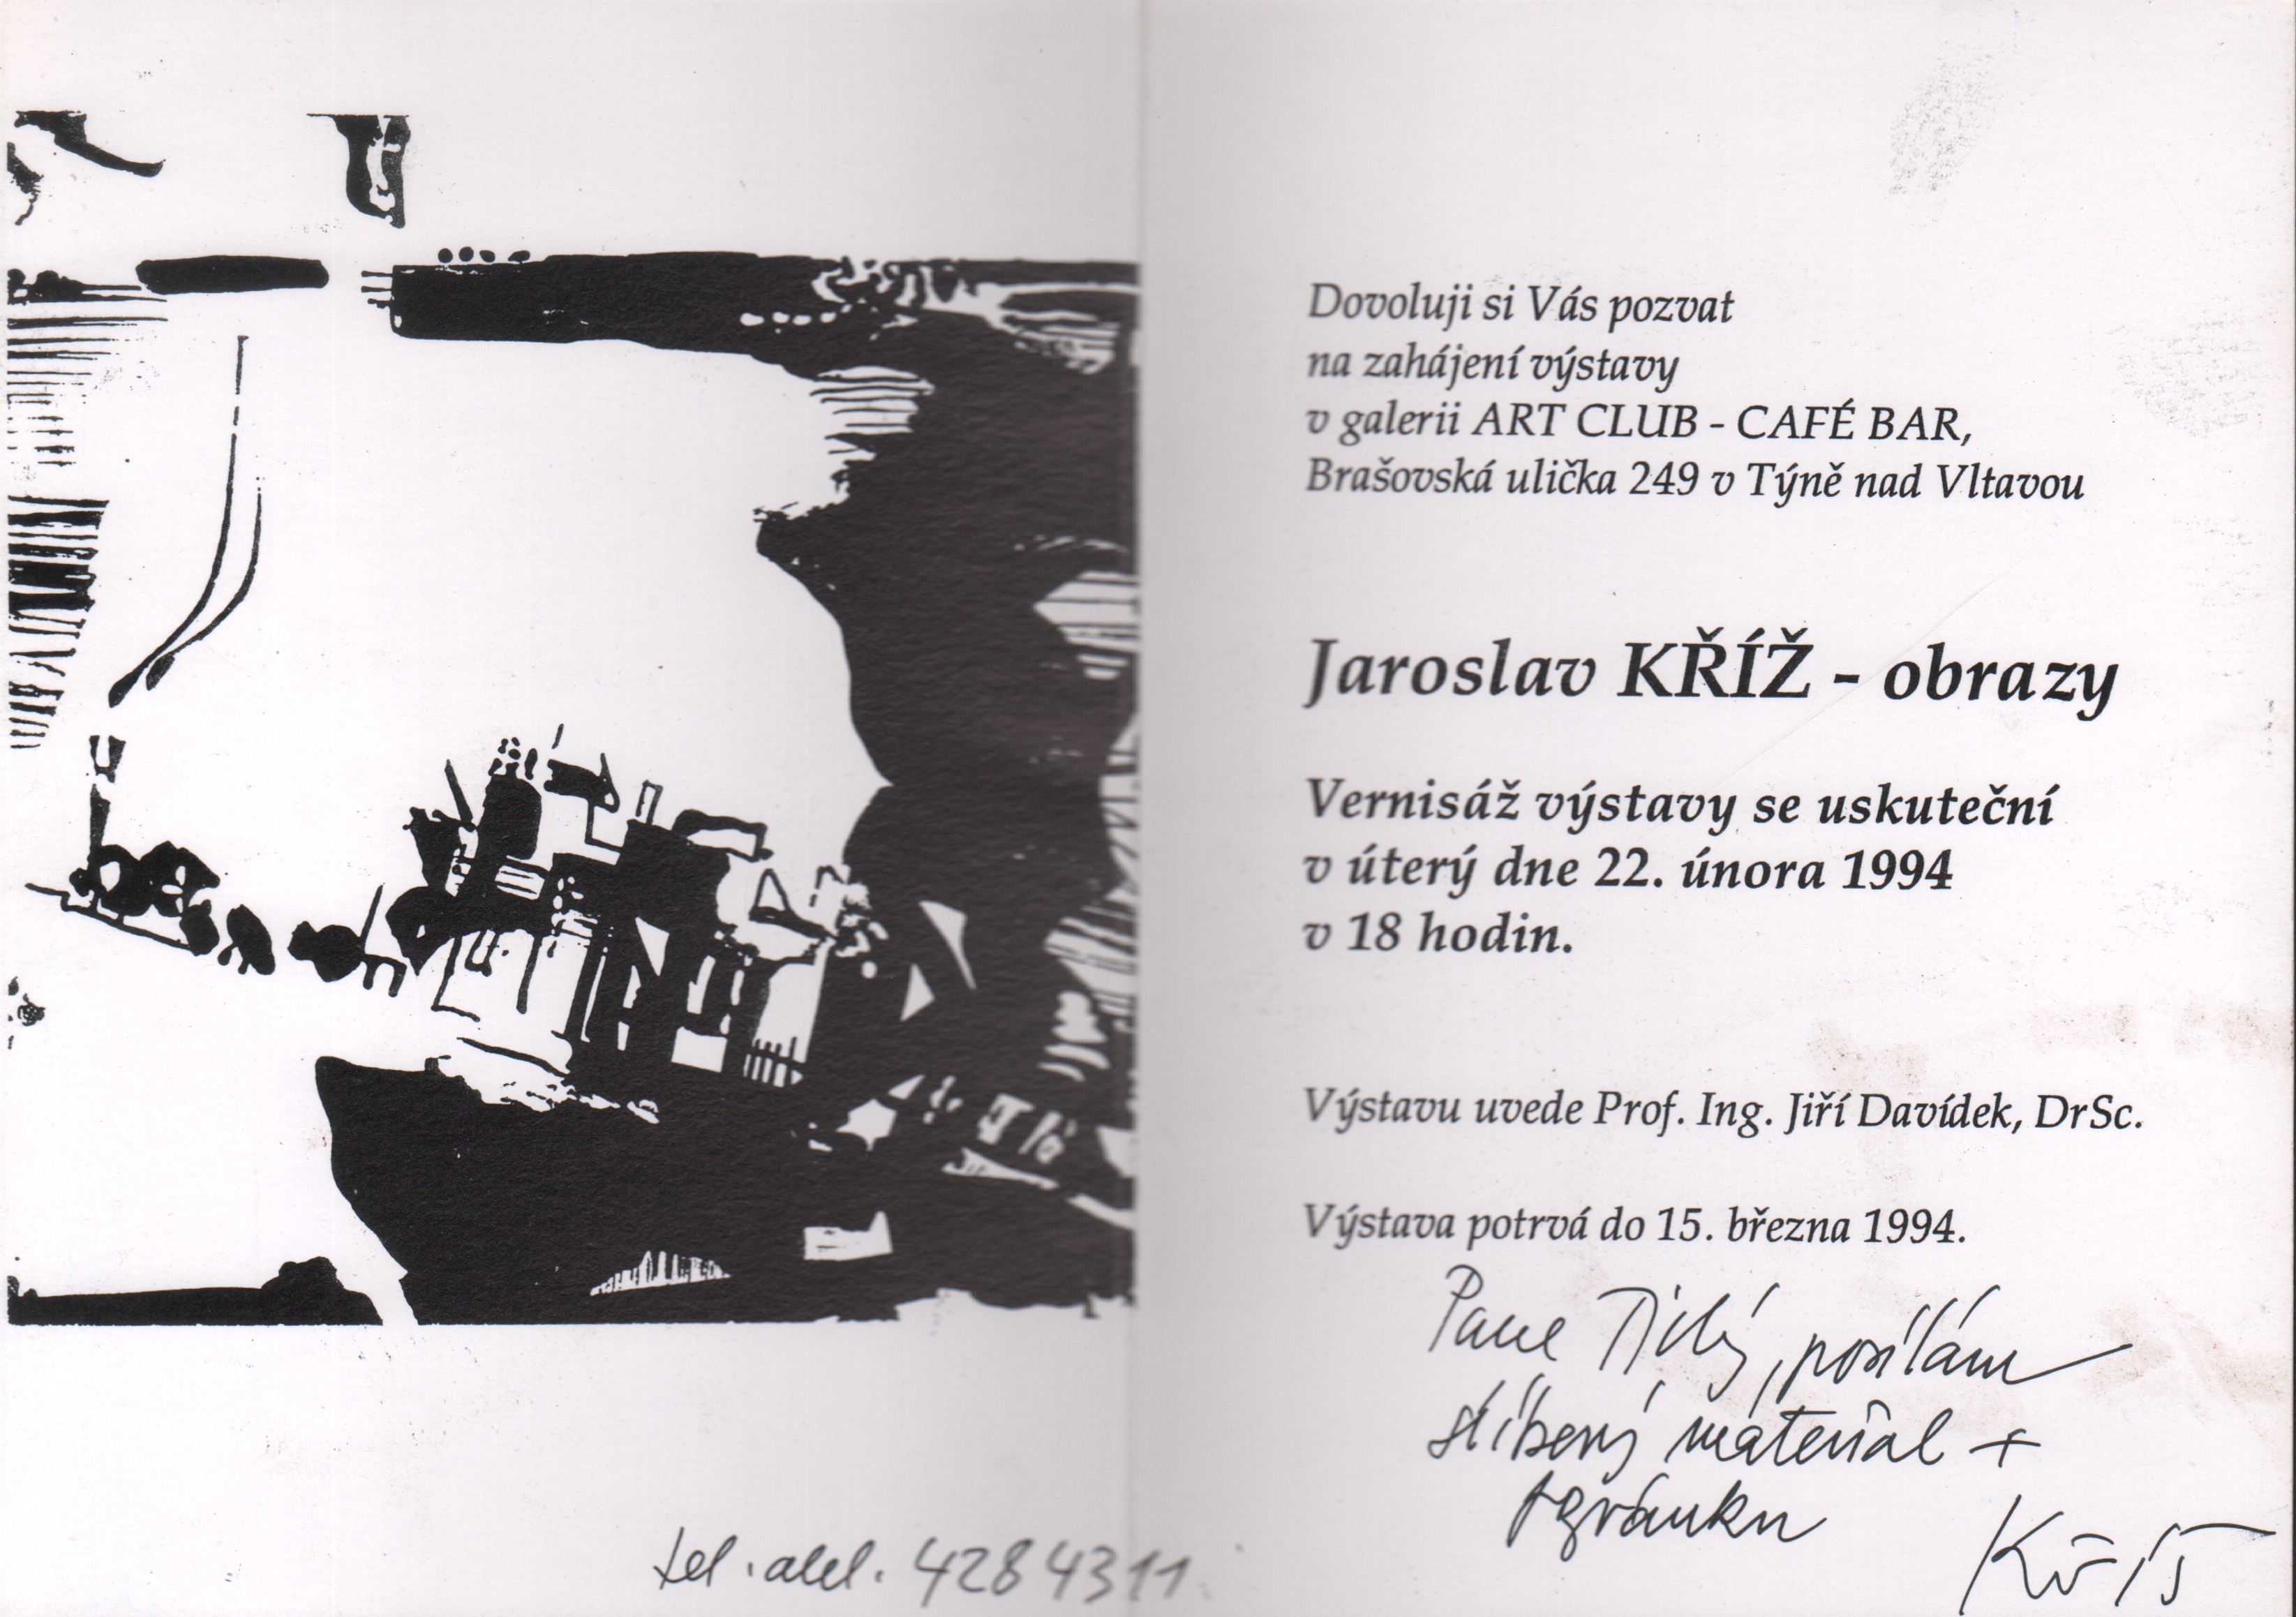 Dovoluji si Vás pozvat
na zahájení výstavy
v galerii ART CLUB - CAFÉ BAR,
Brašovská ulička 249 v Týně nad Vltavou
Jaroslav KŘÍŽ - obrazy
Vernisáž výstavy se uskuteční
v úterý dne 22. února 1994
v 18 hodin.
Výstavu uvede Prof. Ing. Jiří Davídek, DrSc.
Výstava potrvá do 15. března 1994.
Pane posílám
slíbený materiál +
pozvánku
Kříž
tel. atel. 4284311